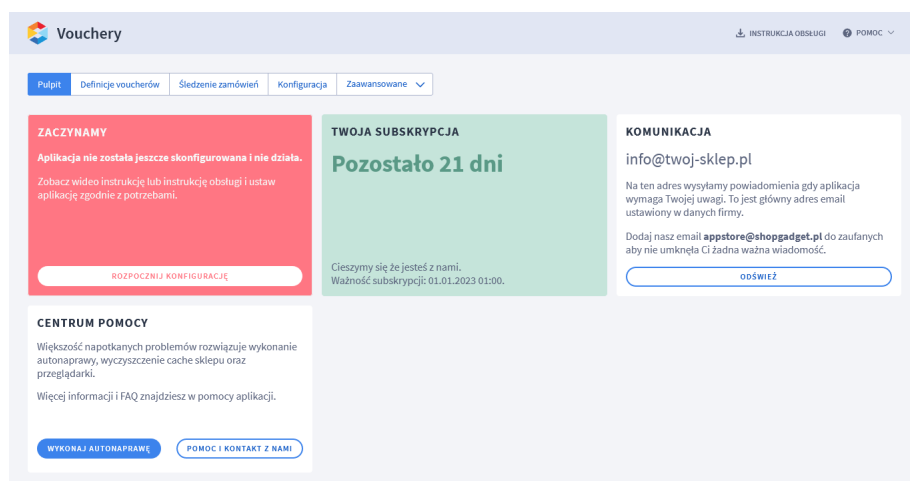 Vouchery
INSTRUKCJA OBSŁUGI
POMOC
Pulpit
Definicje voucherów
Śledzenie zamówień
Konfiguracja
Zaawansowane
ZACZYNAMY
Aplikacja nie została jeszcze skonfigurowana i nie działa.
Zobacz wideo instrukcję lub instrukcję obsługi i ustaw
aplikację zgodnie z potrzebami.
ROZPOCZNIJ KONFIGURACJĘ
TWOJA SUBSKRYPCJA
Pozostało 21 dni
Cieszymy się że jesteś z nami.
Ważność subskrypcji: 01.01.2023 01:00.
KOMUNIKACJA
info@twoj-sklep.pl
Na ten adres wysyłamy powiadomienia gdy aplikacja
wymaga Twojej uwagi. To jest główny adres email
ustawiony w danych firmy.
Dodaj nasz email appstore@shopgadget.pl do zaufanych
aby nie umknęła Ci żadna ważna wiadomość.
ODŚWIEŻ
CENTRUM POMOCY
Większość napotkanych problemów rozwiązuje wykonanie
autonaprawy, wyczyszczenie cache sklepu oraz
przeglądarki.
Więcej informacji i FAQ znajdziesz w pomocy aplikacji.
WYKONAJ AUTONAPRAWĘ
POMOC I KONTAKT Z NAMI